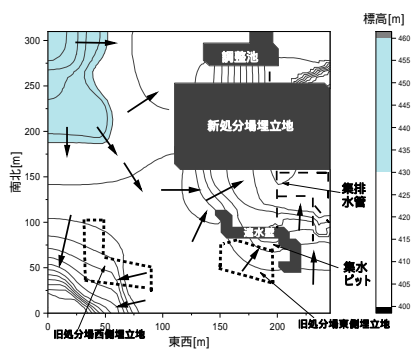 標高[m]
460
455
450
445
440
435
430
425
420
415
410
405
400
300
250
200
150
100
50
0
0
50
100
150
200
南北[m]
東西[m]
調整池
新処分場埋立地
集排
水管
遮水壁
集水
ピット
旧処分場西側埋立地
旧処分場東側埋立地